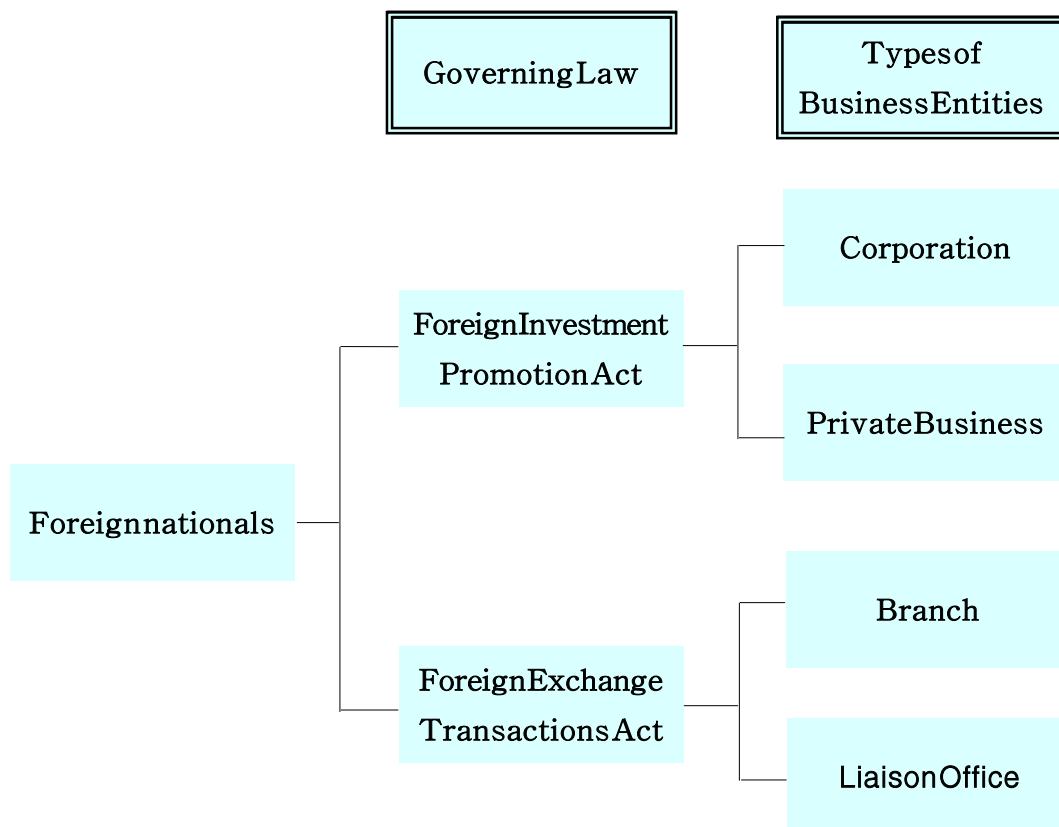 GoverningLaw
Typesof
BusinessEntities
Corporation
ForeignInvestment
PromotionAct
PrivateBusiness
Foreignnationals
Branch
ForeignExchange
TransactionsAct
LiaisonOffice